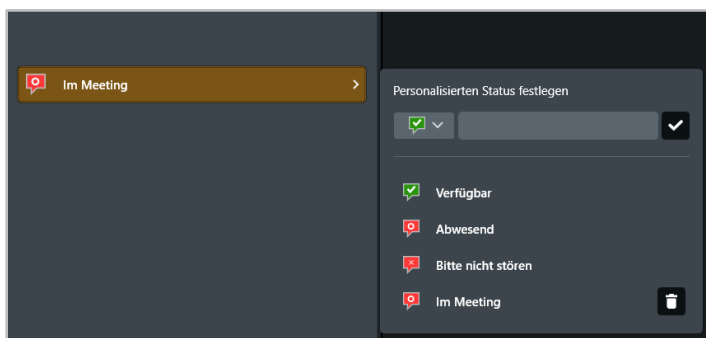 Im Meeting
Personalisierten Status festlegen
Verfügbar
Abwesend
Bitte nicht stören
Im Meeting